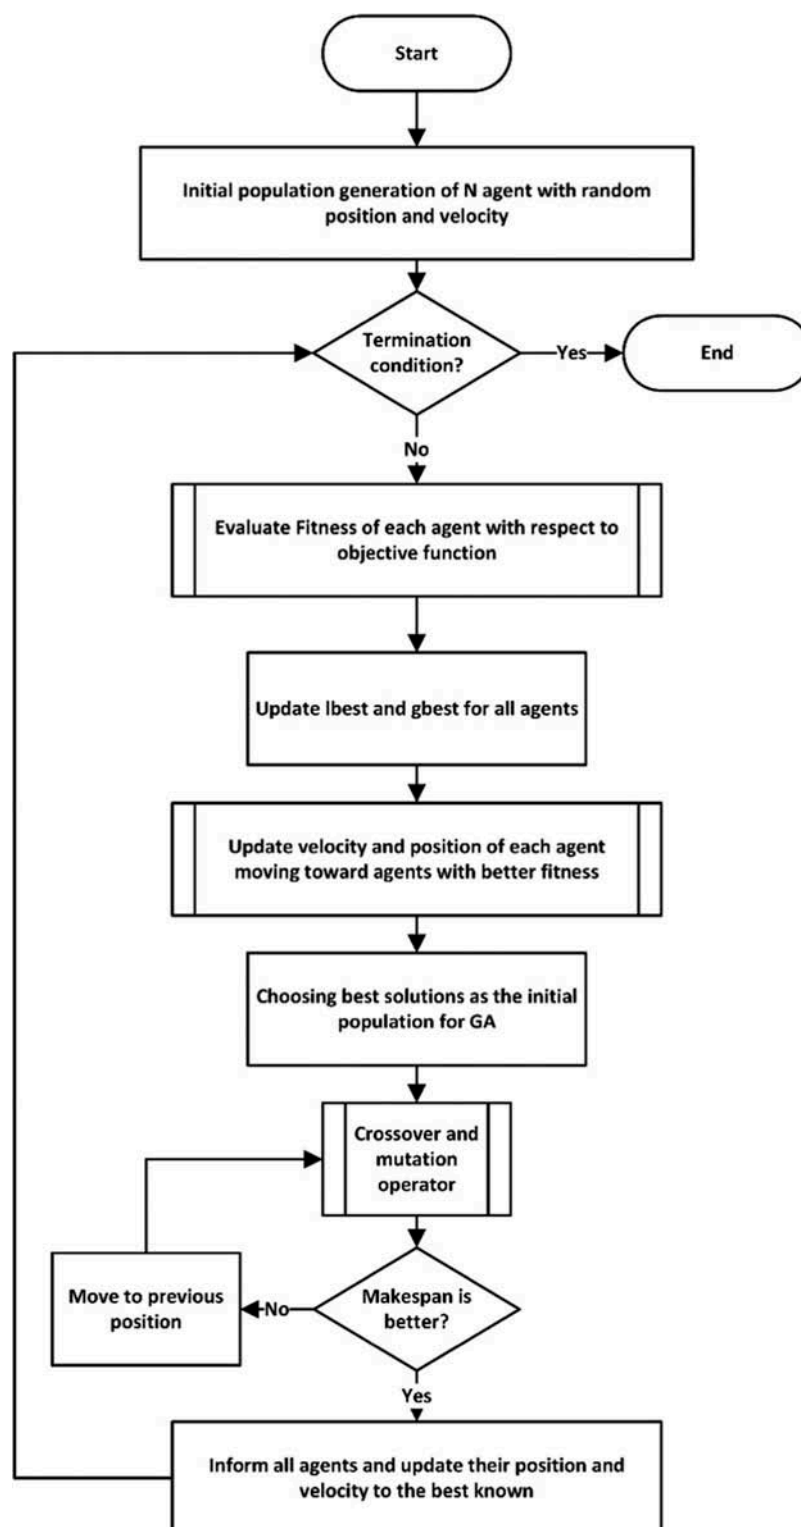 Start
Initial population generation of N agent with random
position and velocity
Termination
condition?
Yes
End
No
Evaluate Fitness of each agent with respect to
objective function
Update lbest and gbest for all agents
Update velocity and position of each agent
moving toward agents with better fitness
Choosing best solutions as the initial
population for GA
Crossover and
mutation
operator
Move to previous
position
No
Makespan is
better?
Yes
Inform all agents and update their position and
velocity to the best known